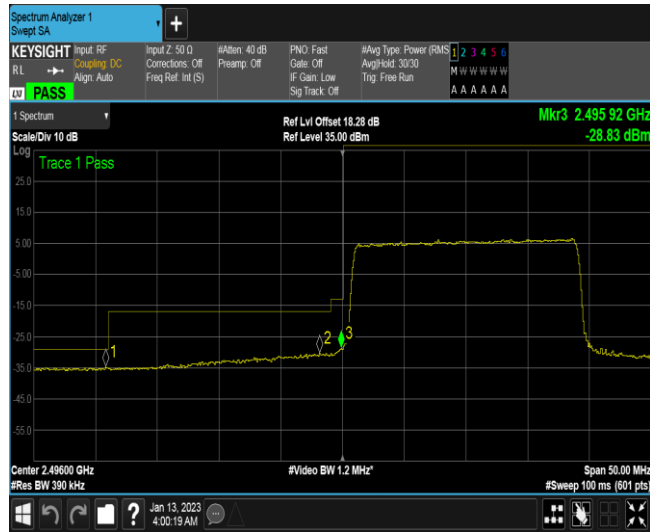 Spectrum Analyzer 1
Swept SA
+
KEYSIGHT
RL
LXI
PASS
Input: RF
Coupling: DC
Align: Auto
Input Z: 50 Ω
Corrections: Off
Freq Ref: Int (S)
#Atten: 40 dB
Preamp: Off
PNO: Fast
Gate: Off
IF Gain: Low
Sig Track: Off
#Avg Type: Power (RMS
Avg|Hold: 30/30
Trig: Free Run
1 2 3 4 5 6
M W W W W W
A A A A A A
1 Spectrum
Scale/Div 10 dB
Ref Lvl Offset 18.28 dB
Ref Level 35.00 dBm
Mkr3 2.495 92 GHz
-28.83 dBm
Log
Trace 1 Pass
25.0
15.0
5.00
-5.00
-15.0
-25.0
-35.0
-45.0
-55.0
1
2
3
Center 2.49600 GHz
#Res BW 390 kHz
#Video BW 1.2 MHz*
Span 50.00 MHz
#Sweep 100 ms (601 pts)
?
Jan 13, 2023
4:00:19 AM